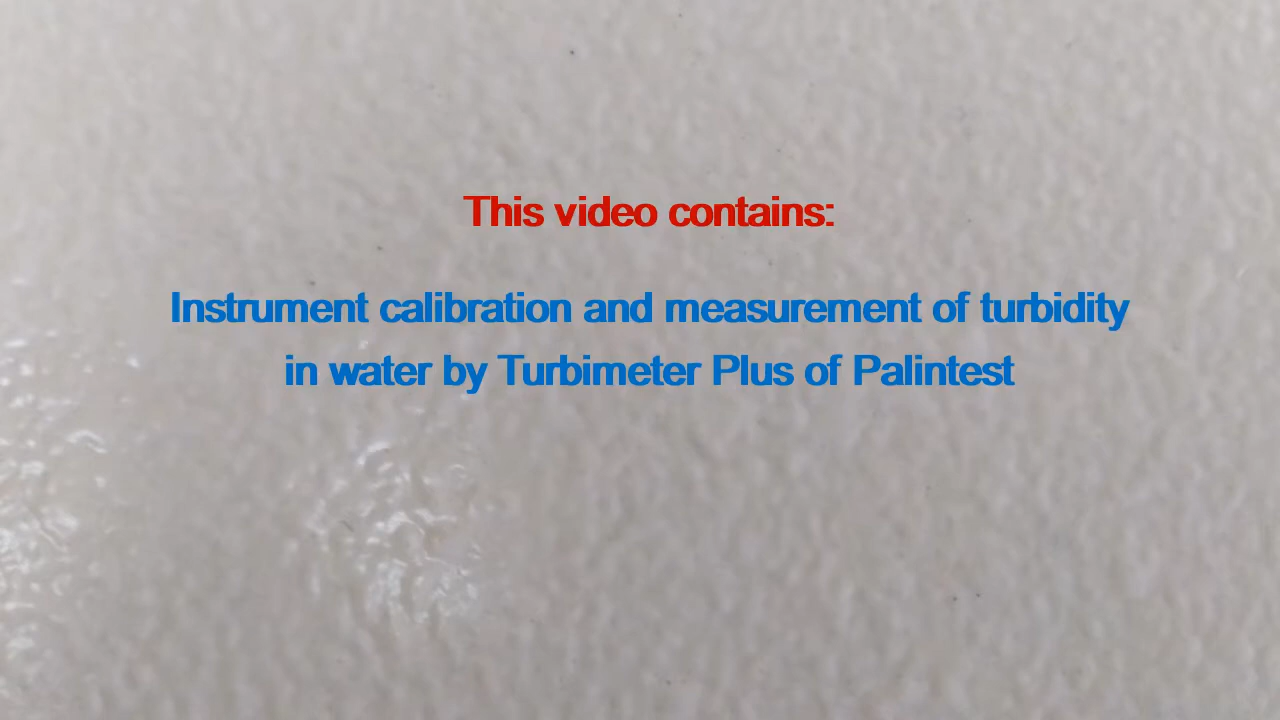 This video contains:
Instrument calibration and measurement of turbidity
in water by Turbimeter Plus of Palintest